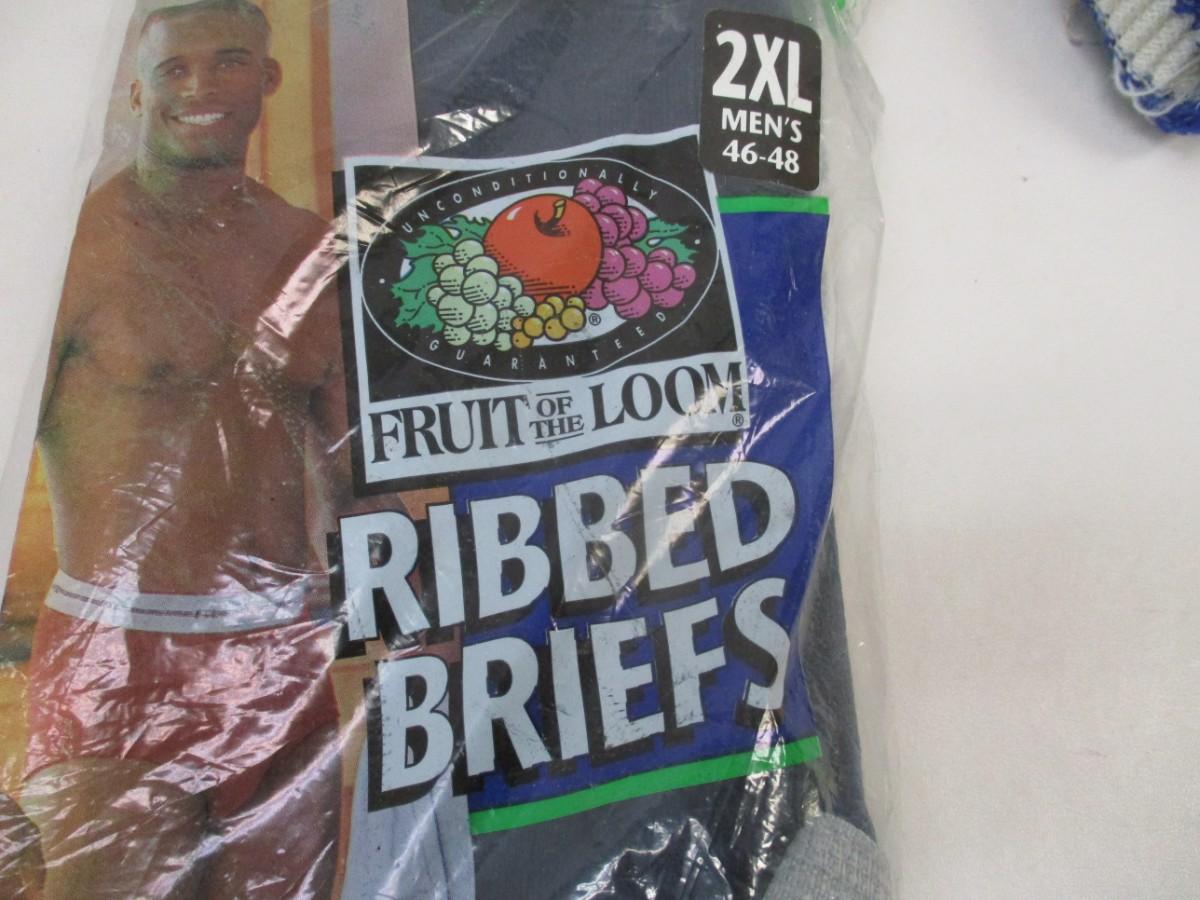 2XL
MEN'S
46-48
UNCONDITIONALLY
GUARANTEED
®
FRUIT OF THE LOOM®
RIBBED
BRIEFS